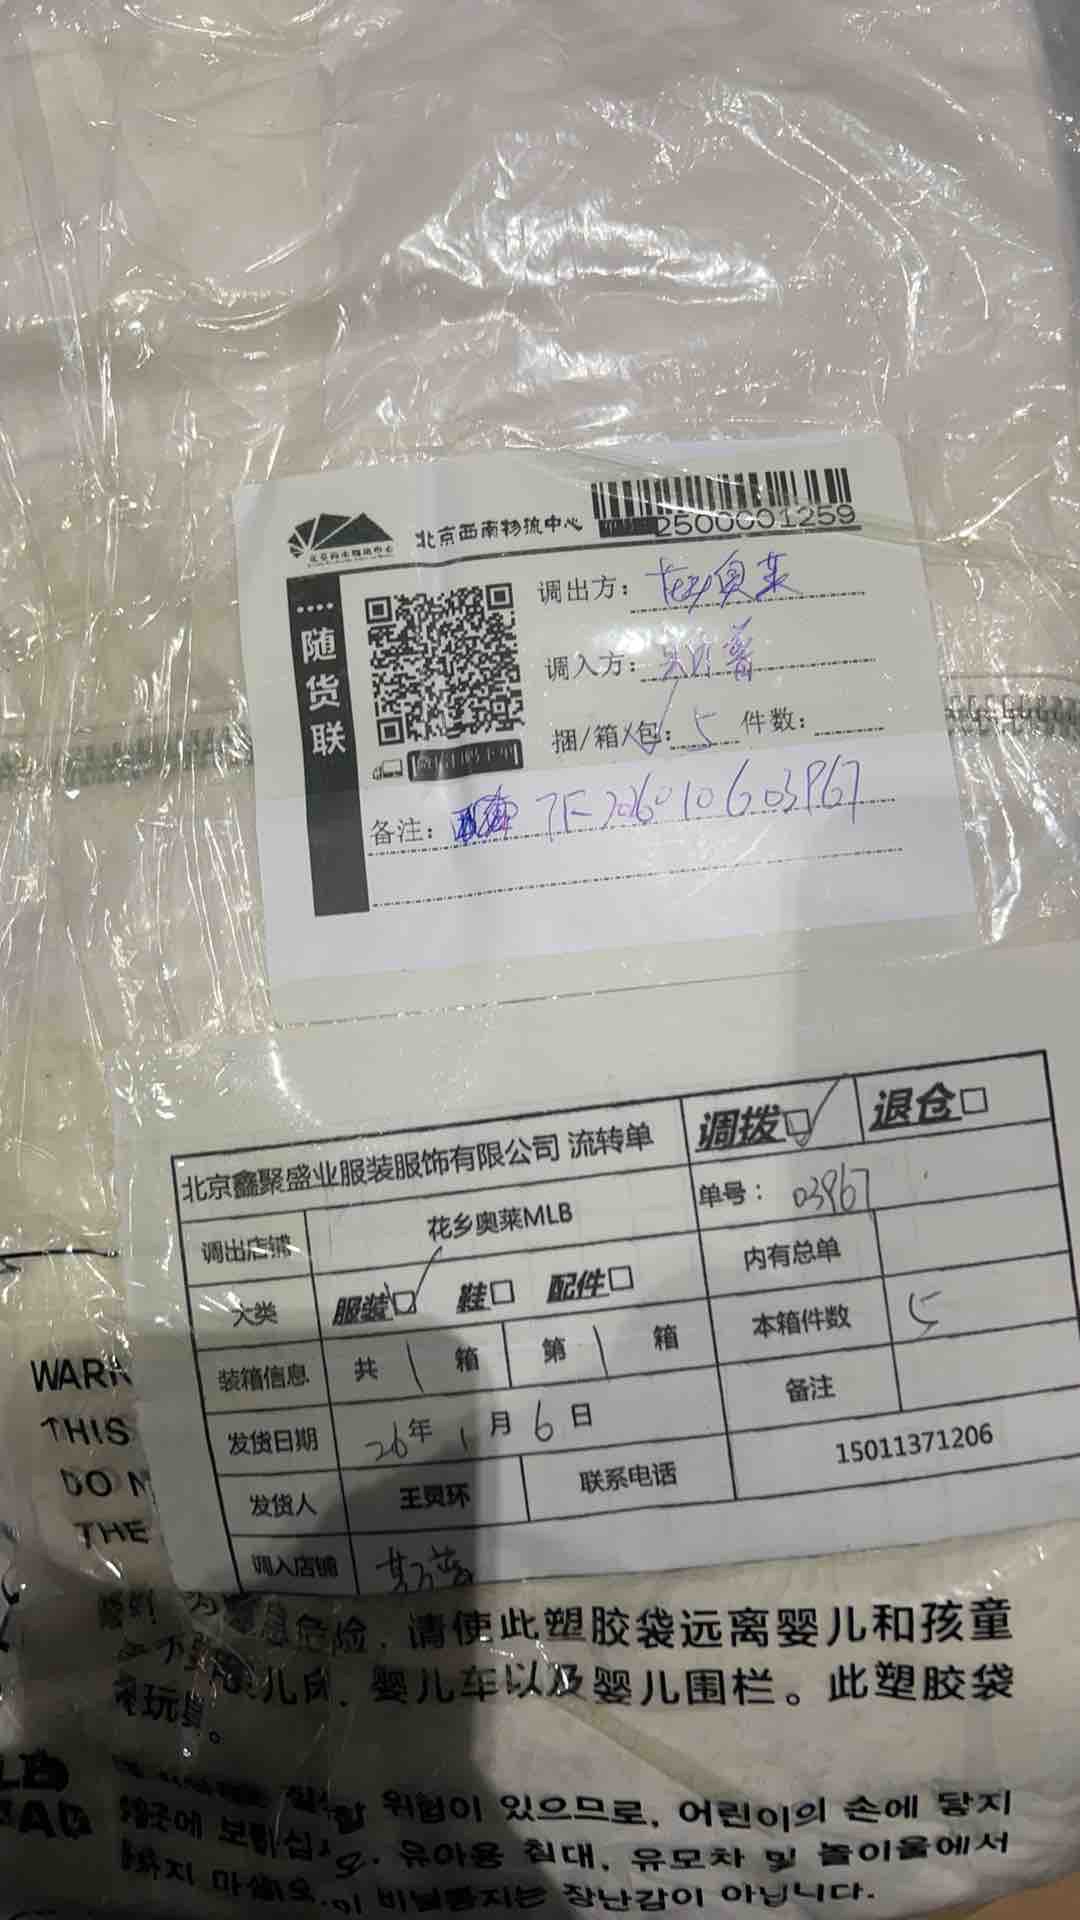 北京西南物流中心
2500001259
随货联
调出方：花乡奥莱
调入方：
捆/箱/包：5 件数：
备注：TF2026010603967
北京鑫聚盛业服装服饰有限公司 流转单 调拨□ 退仓□
调出店铺 花乡奥莱MLB 单号：03967
大类 服装□ 鞋□ 配件□ 内有总单
装箱信息 共 1 箱 第 1 箱 本箱件数 5
发货日期 26年 1月 6日 备注
发货人 王灵环 联系电话 15011371206
调入店铺
WARN
THIS
DO N
THE
危险，请使此塑胶袋远离婴儿和孩童
婴儿车以及婴儿围栏。此塑胶袋
玩具。
위험이 있으므로, 어린이의 손에 닿지
유아용 침대, 유모차 및 놀이울에서
비닐봉지는 장난감이 아닙니다.